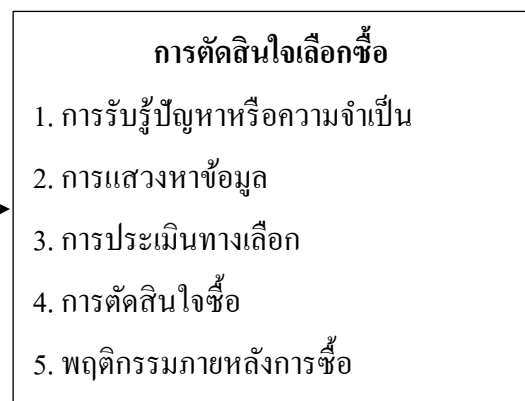 การตัดสินใจเลือกซื้อ
1. การรับรู้ปัญหาหรือความจำเป็น
2. การแสวงหาข้อมูล
3. การประเมินทางเลือก
4. การตัดสินใจซื้อ
5. พฤติกรรมภายหลังการซื้อ